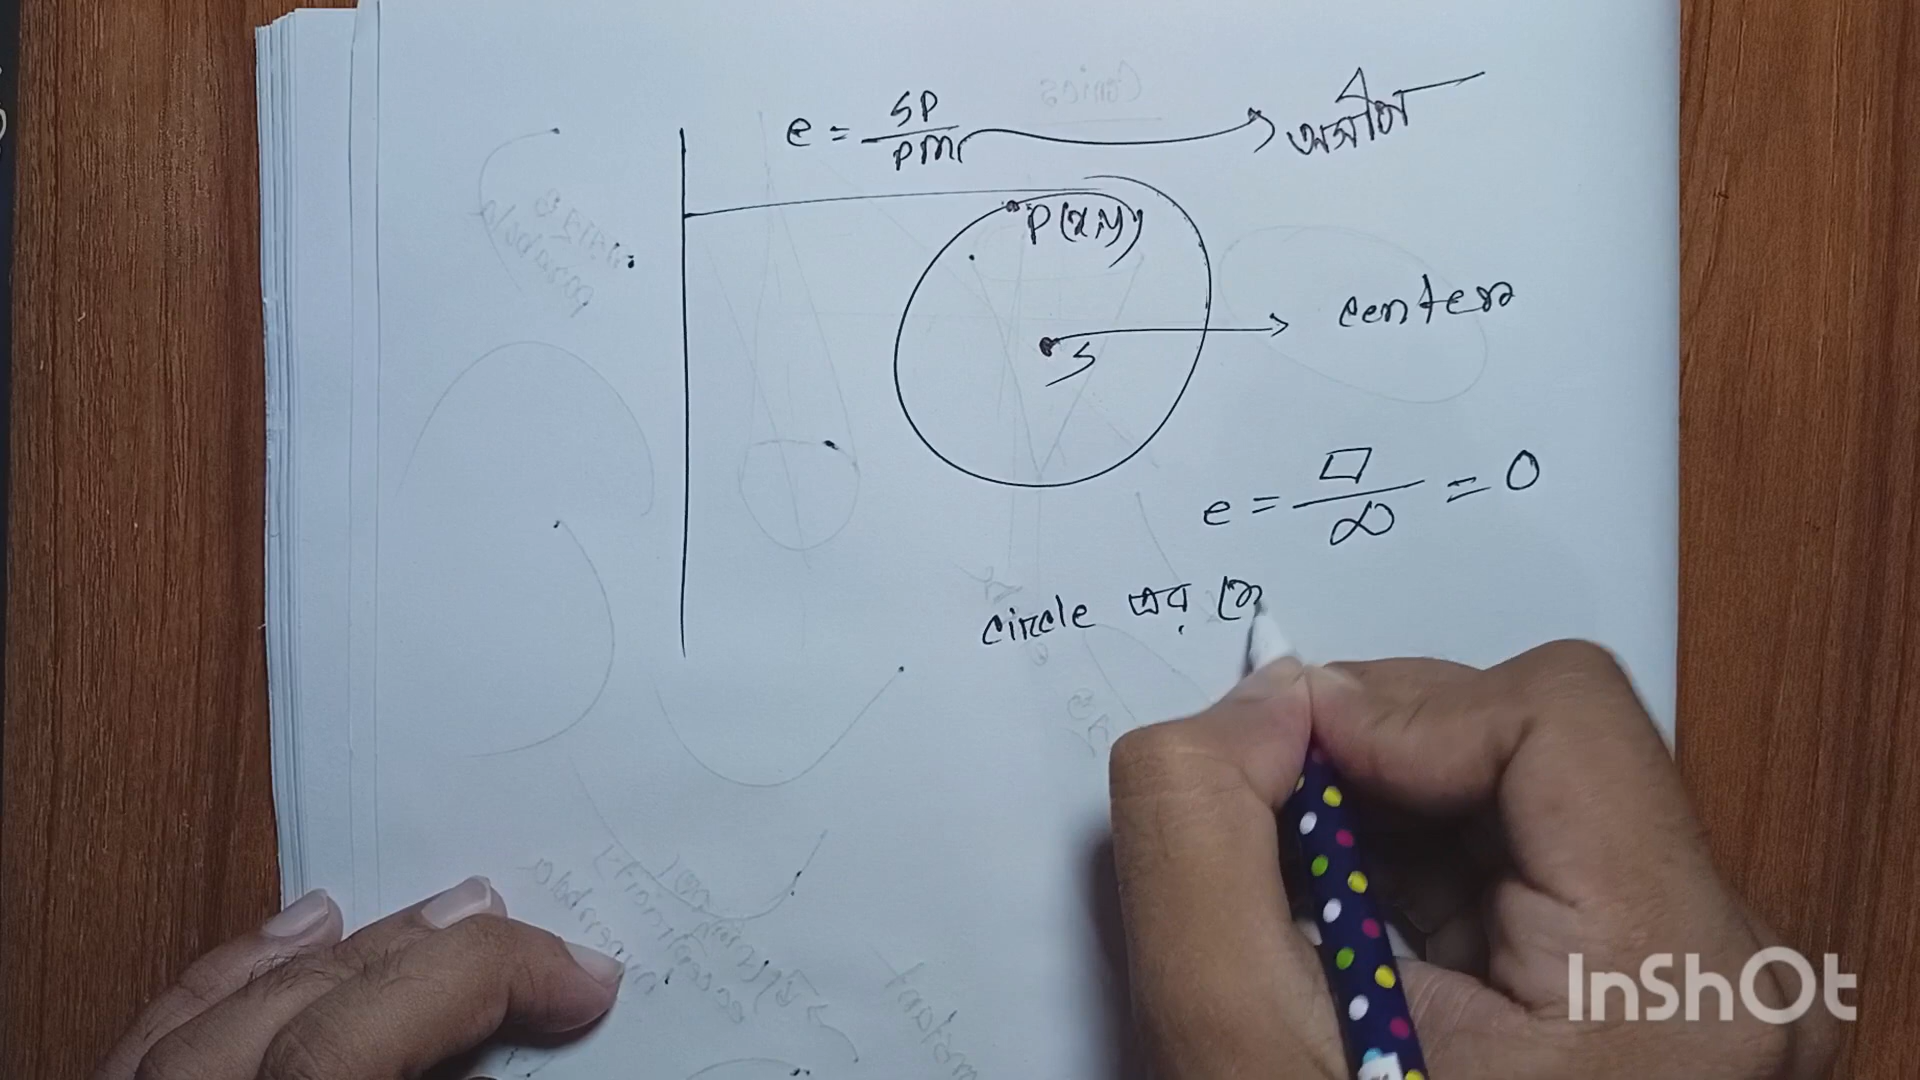 e = SP/PM → অসীম
P(x,y)
S → center
e = □/∞ = 0
circle এর
InShOt